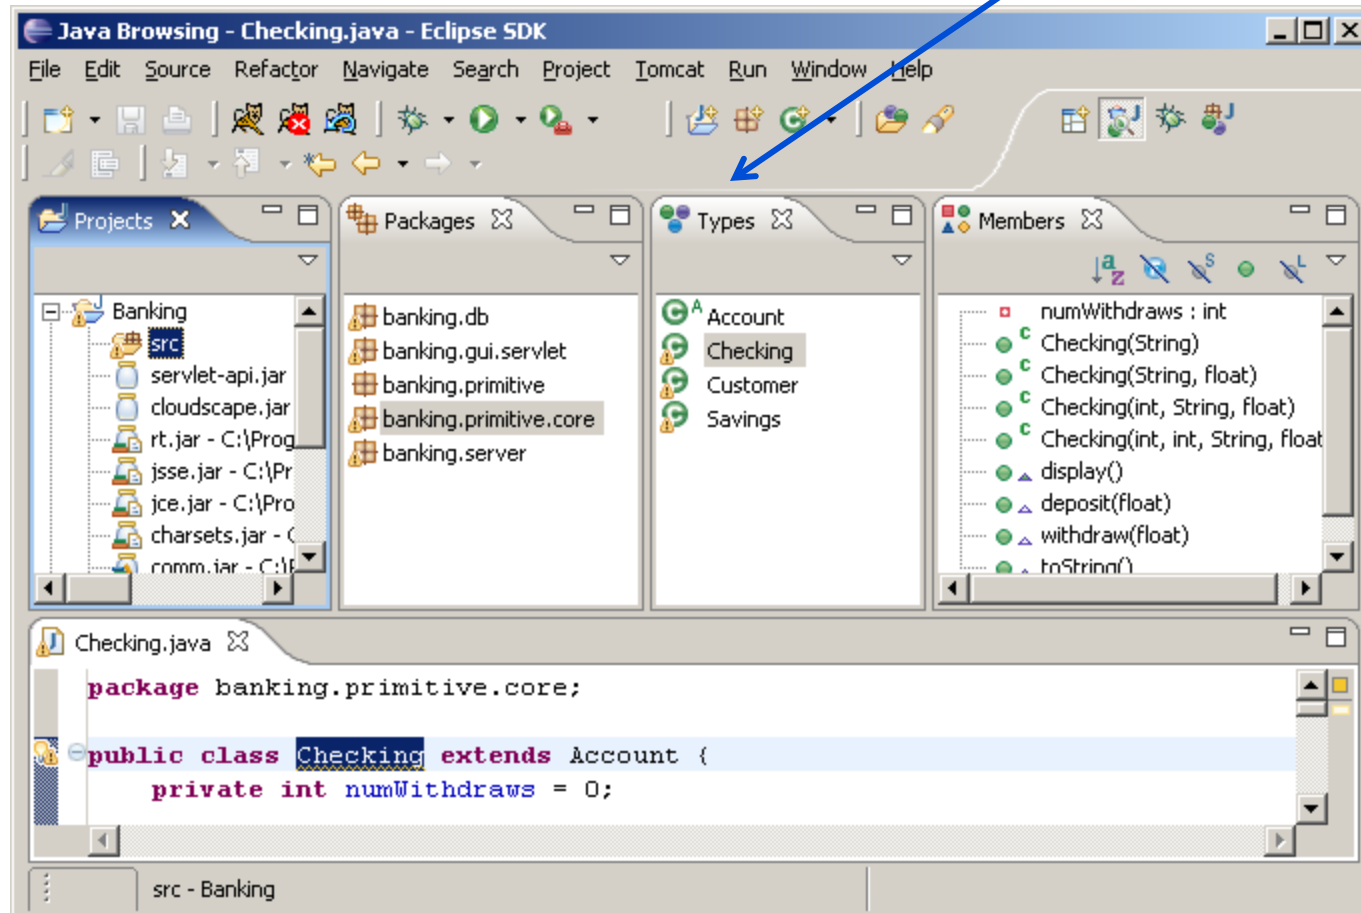 Java Browsing - Checking.java - Eclipse SDK
File Edit Source Refactor Navigate Search Project Tomcat Run Window Help
Projects
Packages
Types
Members
Banking
src
servlet-api.jar
cloudscape.jar
rt.jar - C:\Prog
jsse.jar - C:\Pr
jce.jar - C:\Pro
charsets.jar - C
comm.jar - C:\P
banking.db
banking.gui.servlet
banking.primitive
banking.primitive.core
banking.server
Account
Checking
Customer
Savings
numWithdraws : int
Checking(String)
Checking(String, float)
Checking(int, String, float)
Checking(int, int, String, float
display()
deposit(float)
withdraw(float)
toString()
Checking.java
package banking.primitive.core;
public class Checking extends Account {
private int numWithdraws = 0;
src - Banking